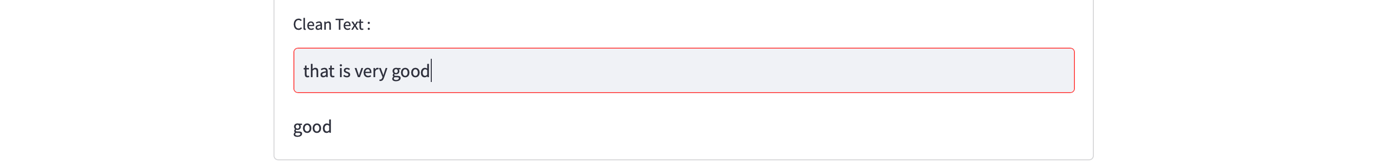 Clean Text :
that is very good
good